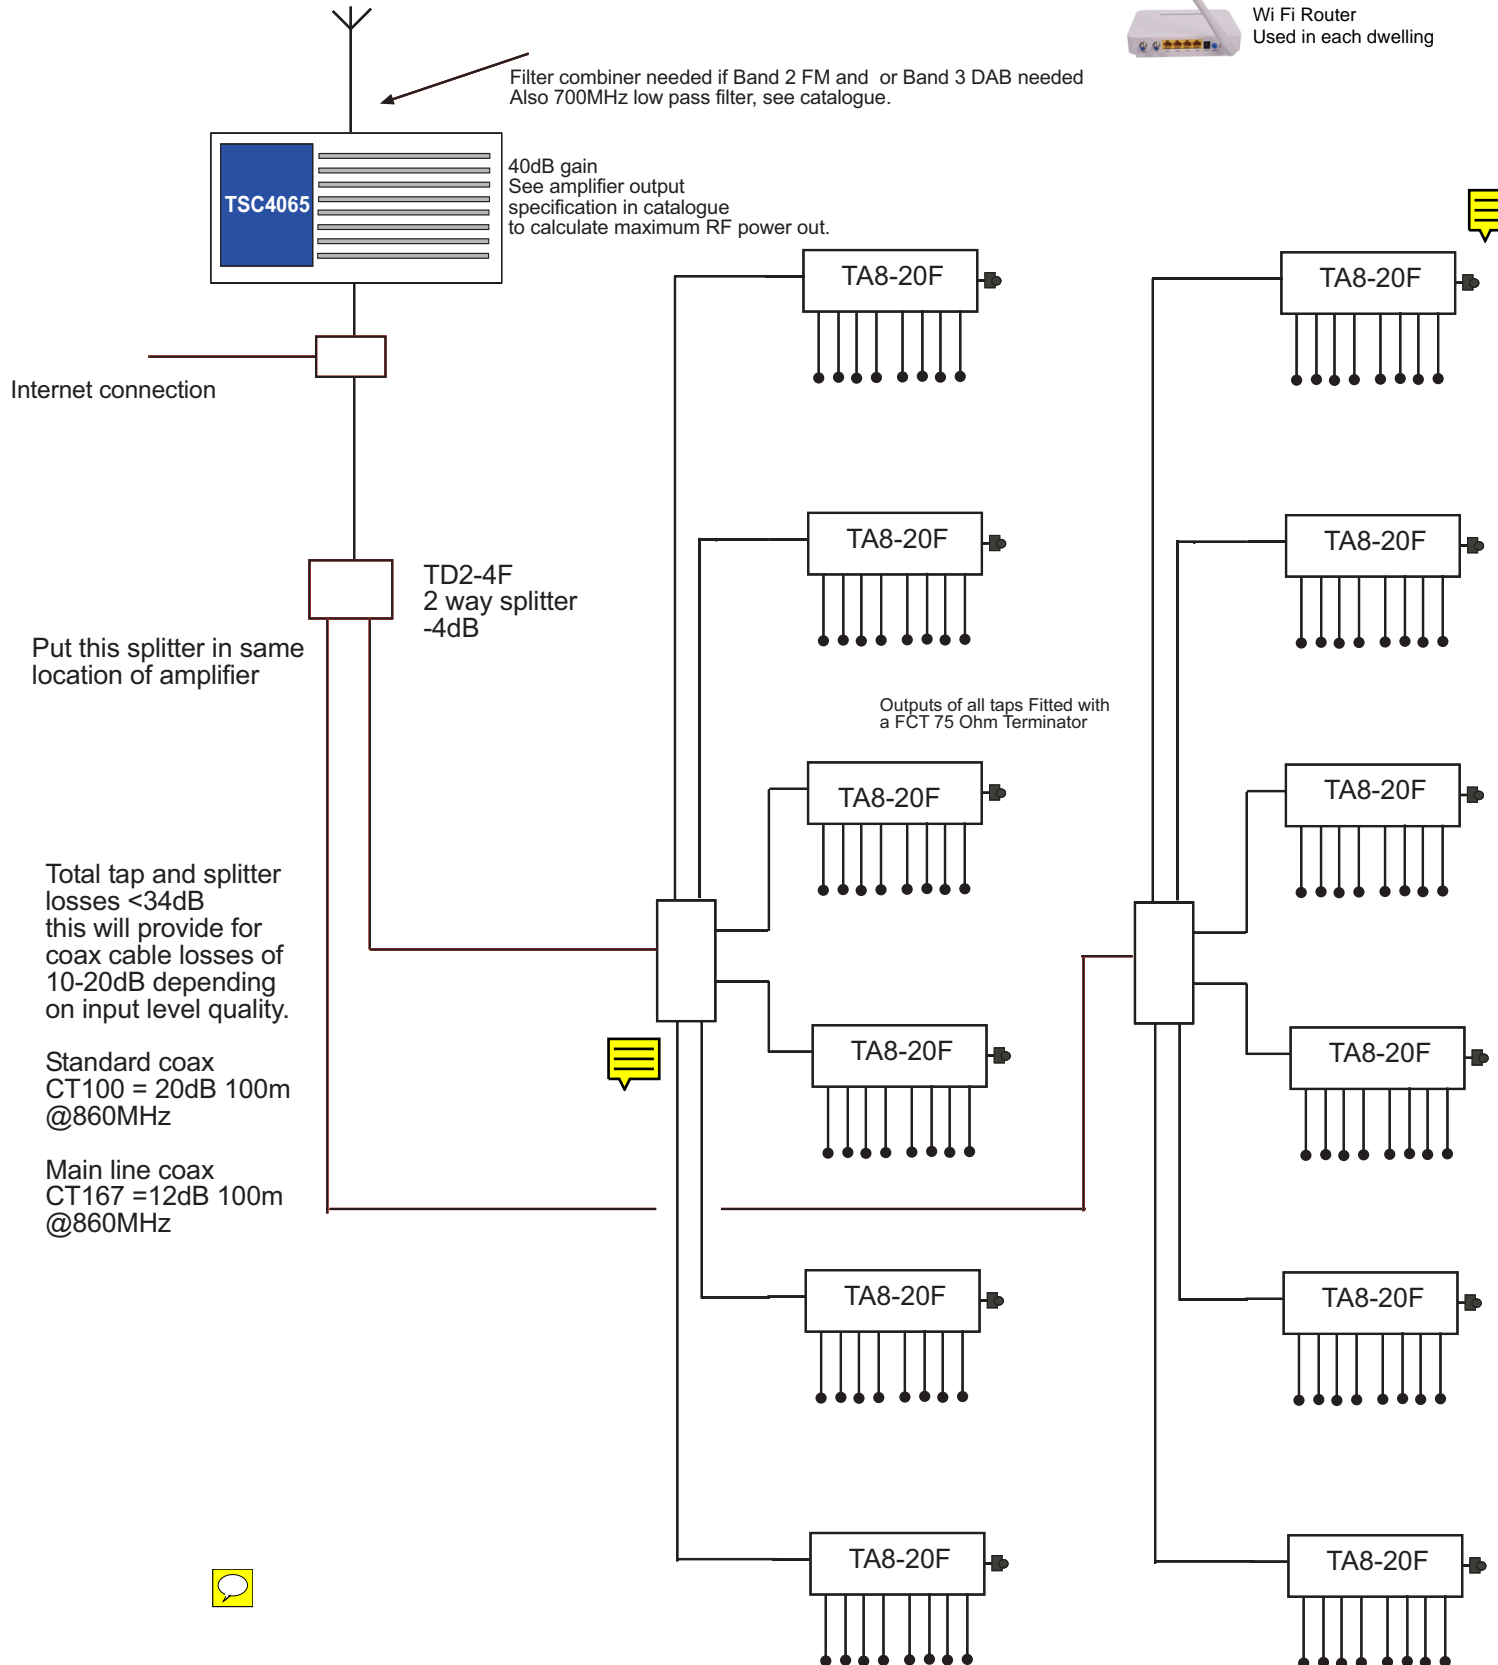 Wi Fi Router
Used in each dwelling
Filter combiner needed if Band 2 FM and  or Band 3 DAB needed
Also 700MHz low pass filter, see catalogue.
TSC4065
40dB gain
See amplifier output
specification in catalogue
to calculate maximum RF power out.
TA8-20F
TA8-20F
Internet connection
TA8-20F
TA8-20F
TD2-4F
2 way splitter
-4dB
Put this splitter in same
location of amplifier
Outputs of all taps Fitted with
a FCT 75 Ohm Terminator
TA8-20F
TA8-20F
Total tap and splitter
losses <34dB
this will provide for
coax cable losses of
10-20dB depending
on input level quality.
TA8-20F
TA8-20F
Standard coax
CT100 = 20dB 100m
@860MHz
Main line coax
CT167 =12dB 100m
@860MHz
TA8-20F
TA8-20F
TA8-20F
TA8-20F